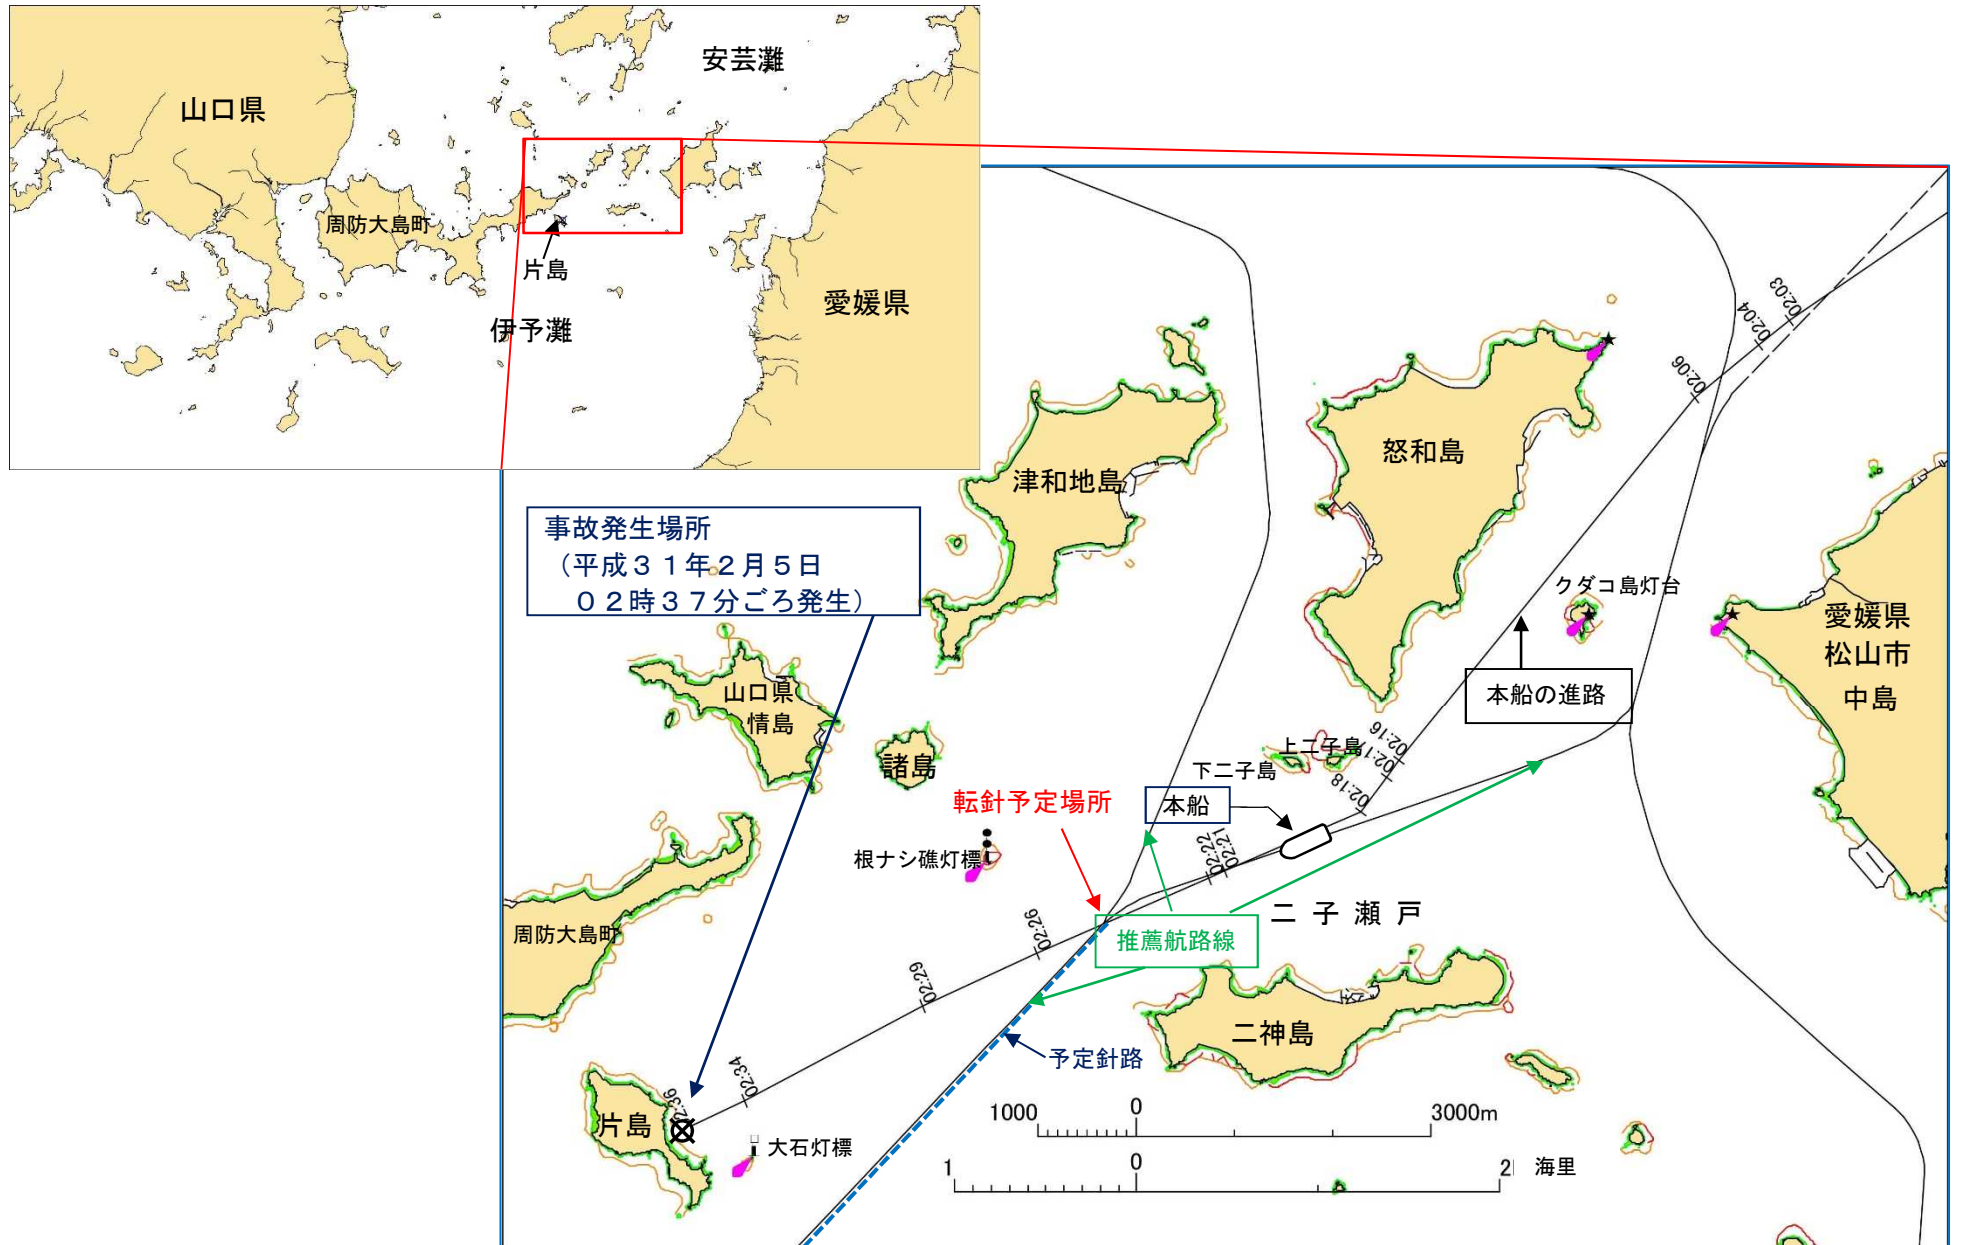 安芸灘
山口県
周防大島町
片島
伊予灘
愛媛県
02:03
02:04
02:06
怒和島
津和地島
事故発生場所
（平成３１年２月５日
０２時３７分ごろ発生）
クダコ島灯台
愛媛県
松山市
中島
本船の進路
山口県
情島
諸島
02:16
02:17
02:18
上二子島
下二子島
転針予定場所
本船
02:21
02:22
根ナシ礁灯標
二子瀬戸
推薦航路線
周防大島町
02:26
02:29
二神島
予定針路
02:34
02:36
片島
大石灯標
1000 0 3000m
1 0 2 海里